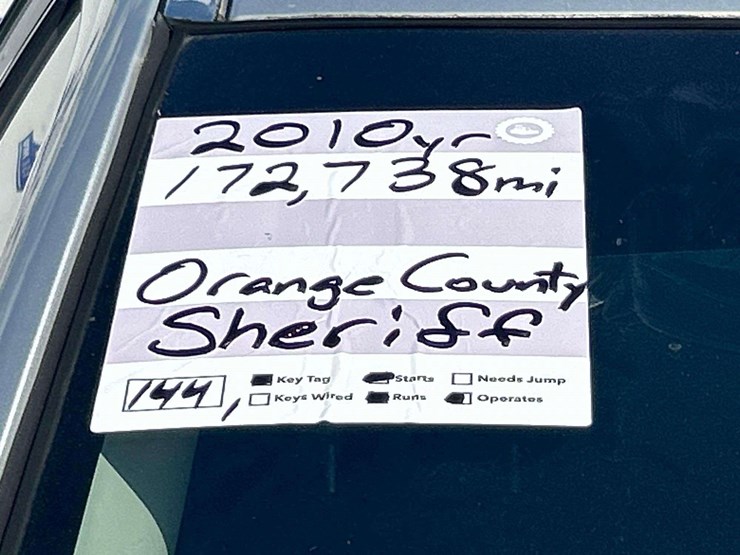 2010yr
172,738mi
Orange County
Sheriff
144,
Key Tag Starts Needs Jump
Keys Wired Runs Operates